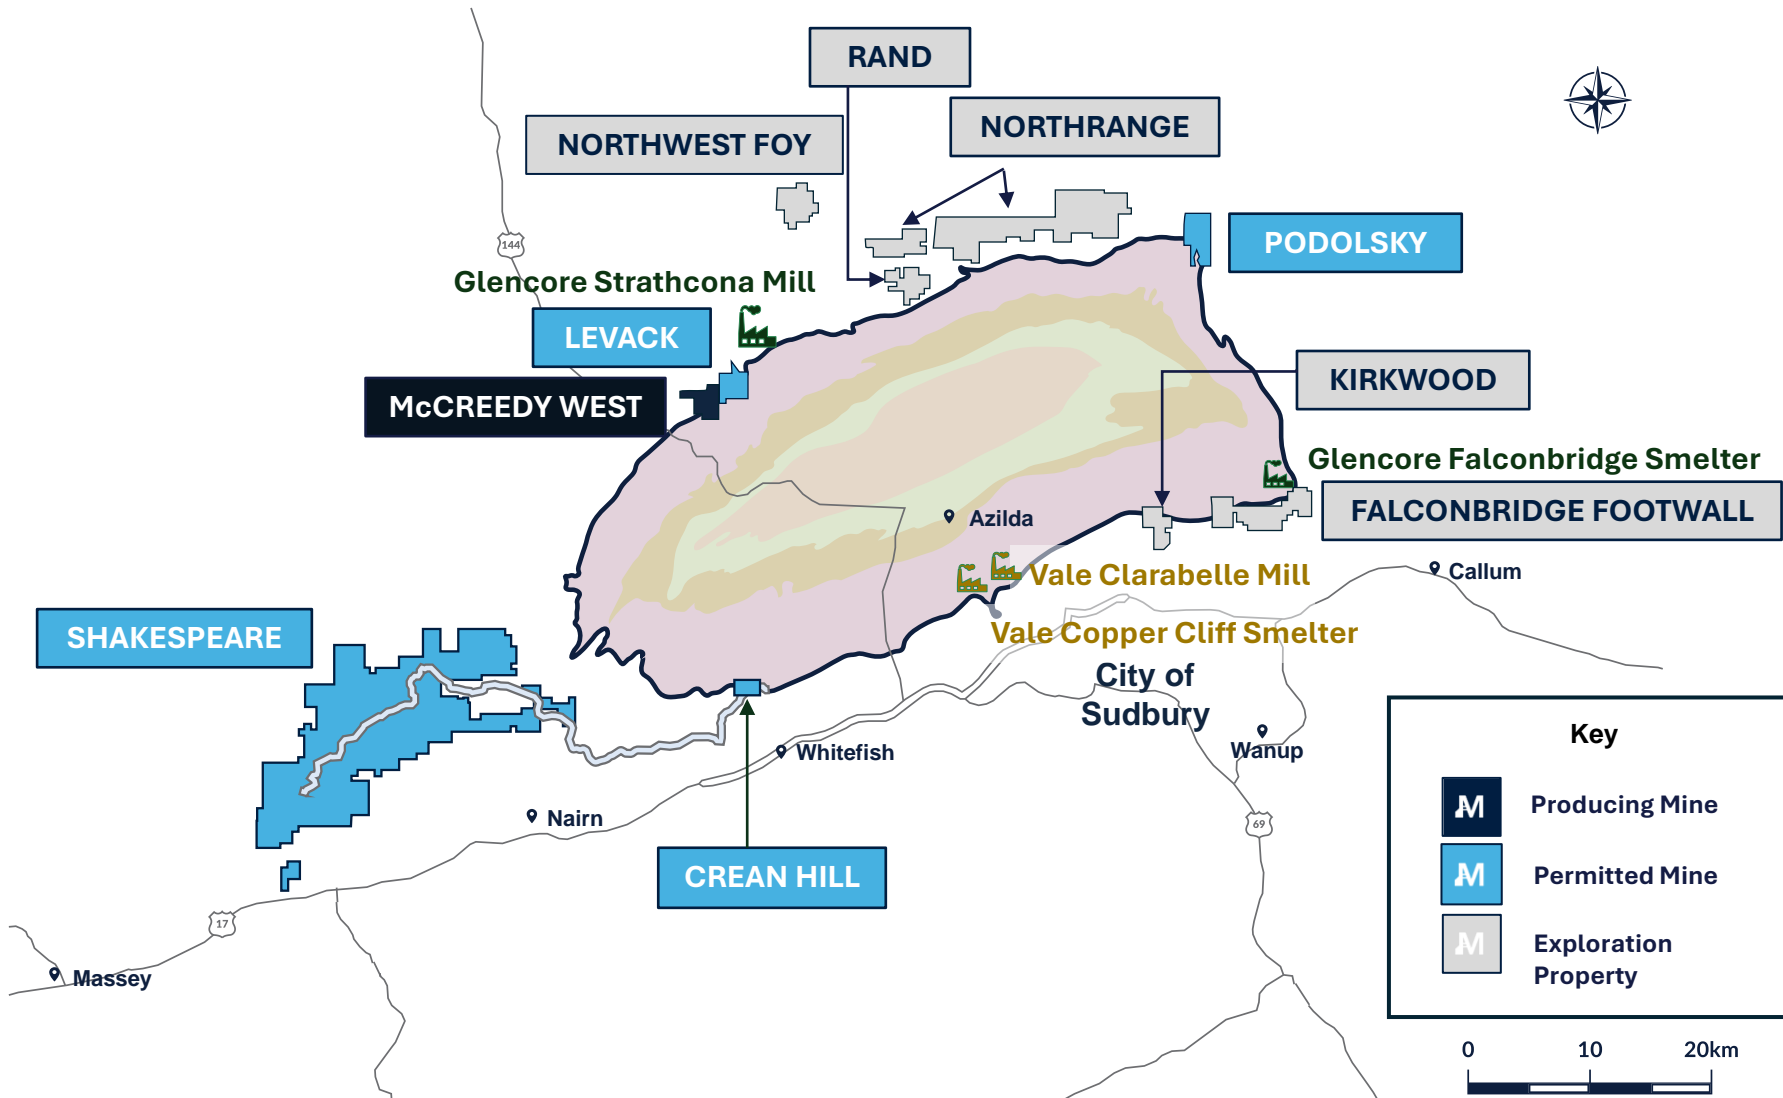 RAND
NORTHRANGE
NORTHWEST FOY
PODOLSKY
144
Glencore Strathcona Mill
LEVACK
KIRKWOOD
McCREEDY WEST
Glencore Falconbridge Smelter
FALCONBRIDGE FOOTWALL
Azilda
Callum
Vale Clarabelle Mill
Vale Copper Cliff Smelter
SHAKESPEARE
City of
Sudbury
Whitefish
Wanup
Nairn
69
CREAN HILL
17
Massey
Key
M Producing Mine
M Permitted Mine
M Exploration
Property
0 10 20km